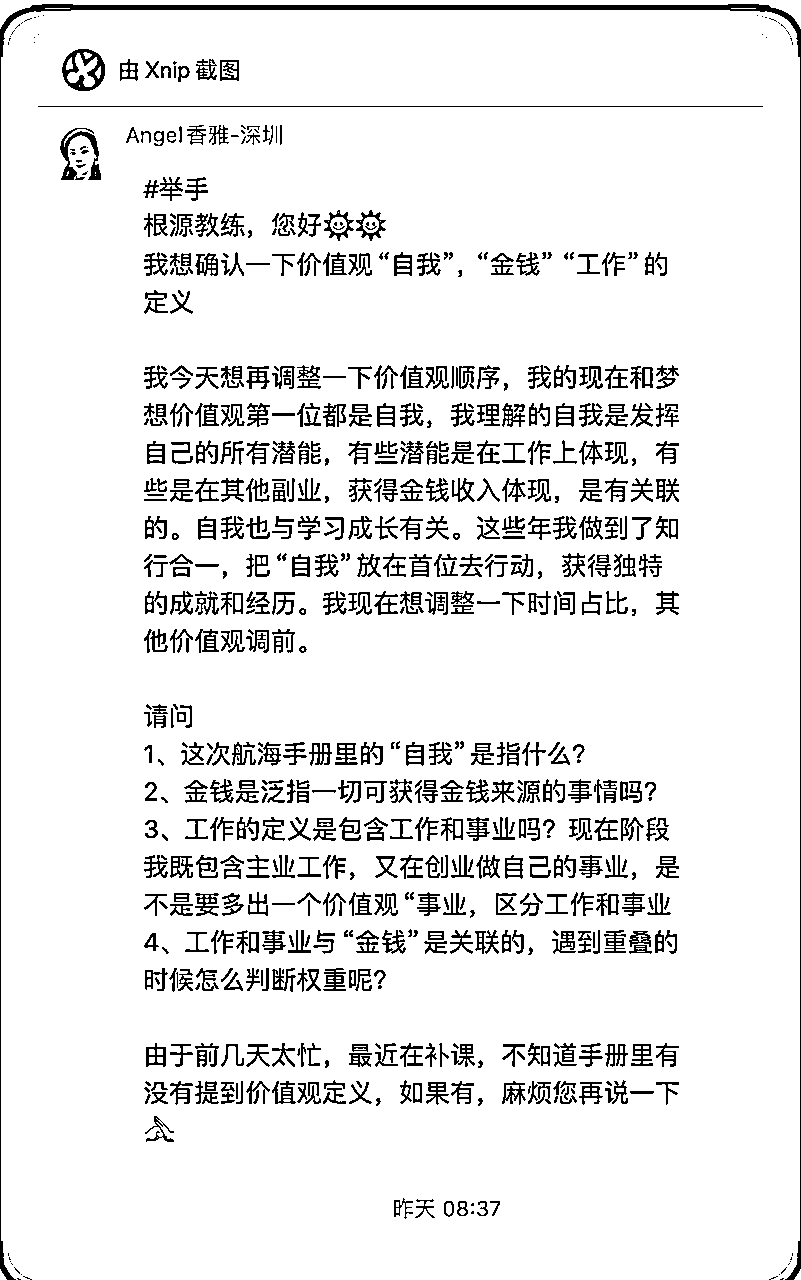 由 Xnip 截图
Angel香雅-深圳
#举手
根源教练，您好🌞🌞
我想确认一下价值观“自我”，“金钱”“工作”的
定义
我今天想再调整一下价值观顺序，我的现在和梦
想价值观第一位都是自我，我理解的自我是发挥
自己的所有潜能，有些潜能是在工作上体现，有
些是在其他副业，获得金钱收入体现，是有关联
的。自我也与学习成长有关。这些年我做到了知
行合一，把“自我”放在首位去行动，获得独特
的成就和经历。我现在想调整一下时间占比，其
他价值观调前。
请问
1、这次航海手册里的“自我”是指什么？
2、金钱是泛指一切可获得金钱来源的事情吗？
3、工作的定义是包含工作和事业吗？现在阶段
我既包含主业工作，又在创业做自己的事业，是
不是要多出一个价值观“事业，区分工作和事业
4、工作和事业与“金钱”是关联的，遇到重叠的
时候怎么判断权重呢？
由于前几天太忙，最近在补课，不知道手册里有
没有提到价值观定义，如果有，麻烦您再说一下
🙏
昨天 08:37